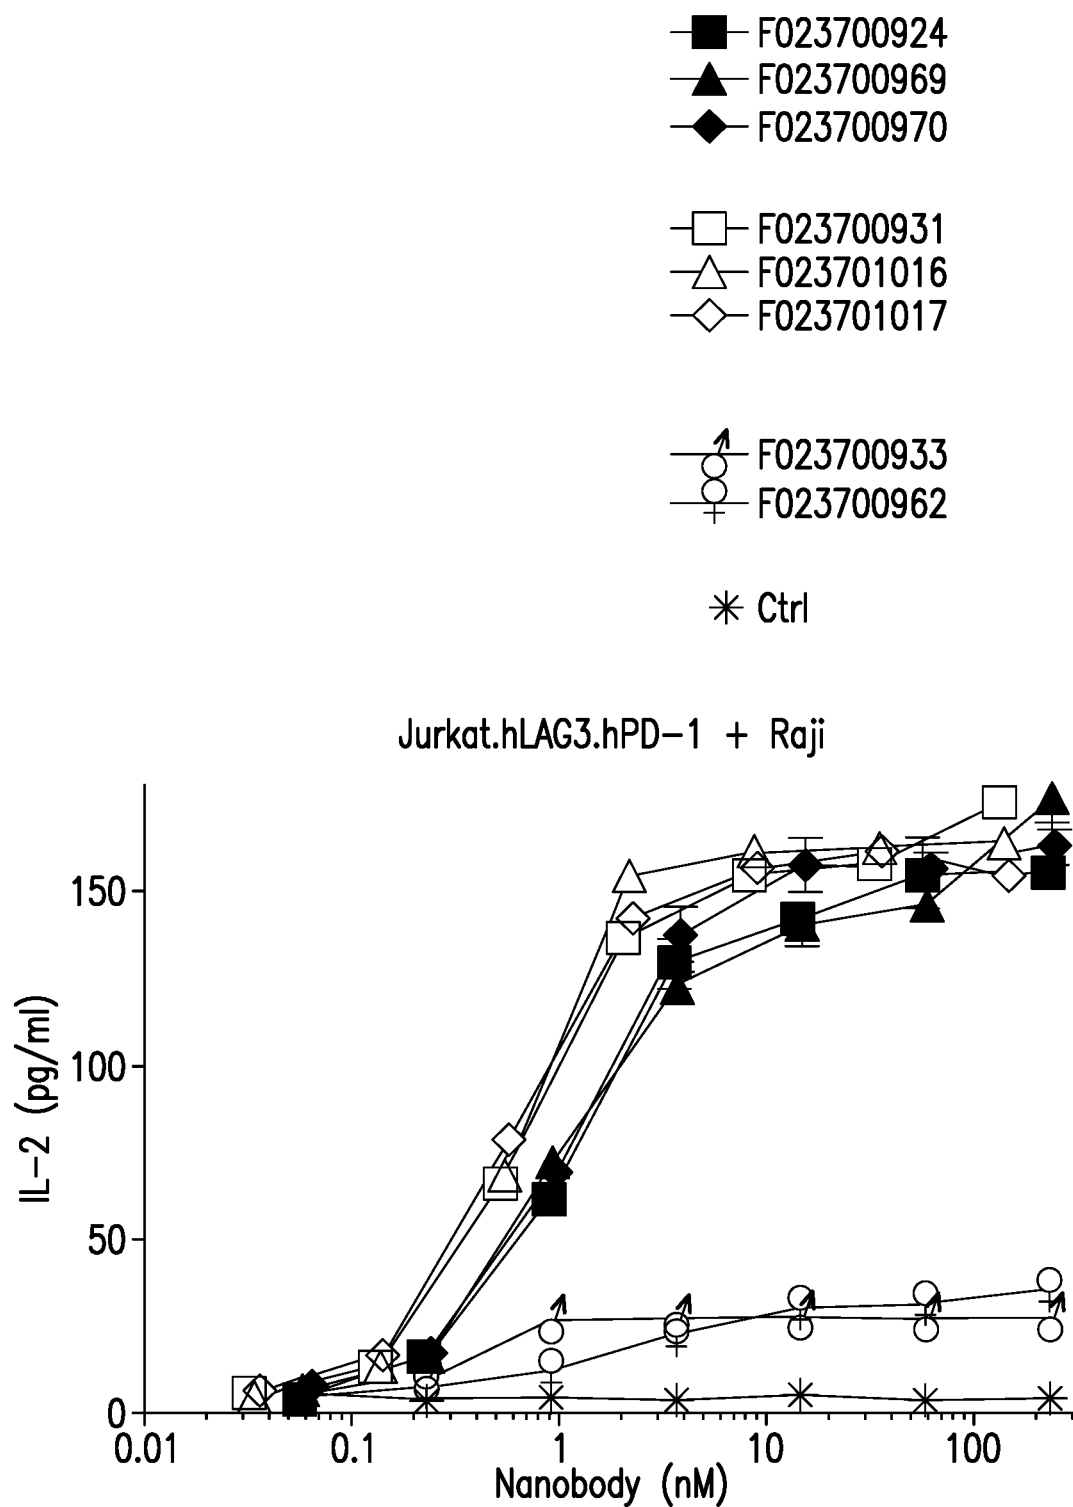 F023700924
F023700969
F023700970
F023700931
F023701016
F023701017
F023700933
F023700962
Ctrl
Jurkat.hLAG3.hPD-1 + Raji
IL-2 (pg/ml)
150
100
50
0
0.01 0.1 1 10 100
Nanobody (nM)